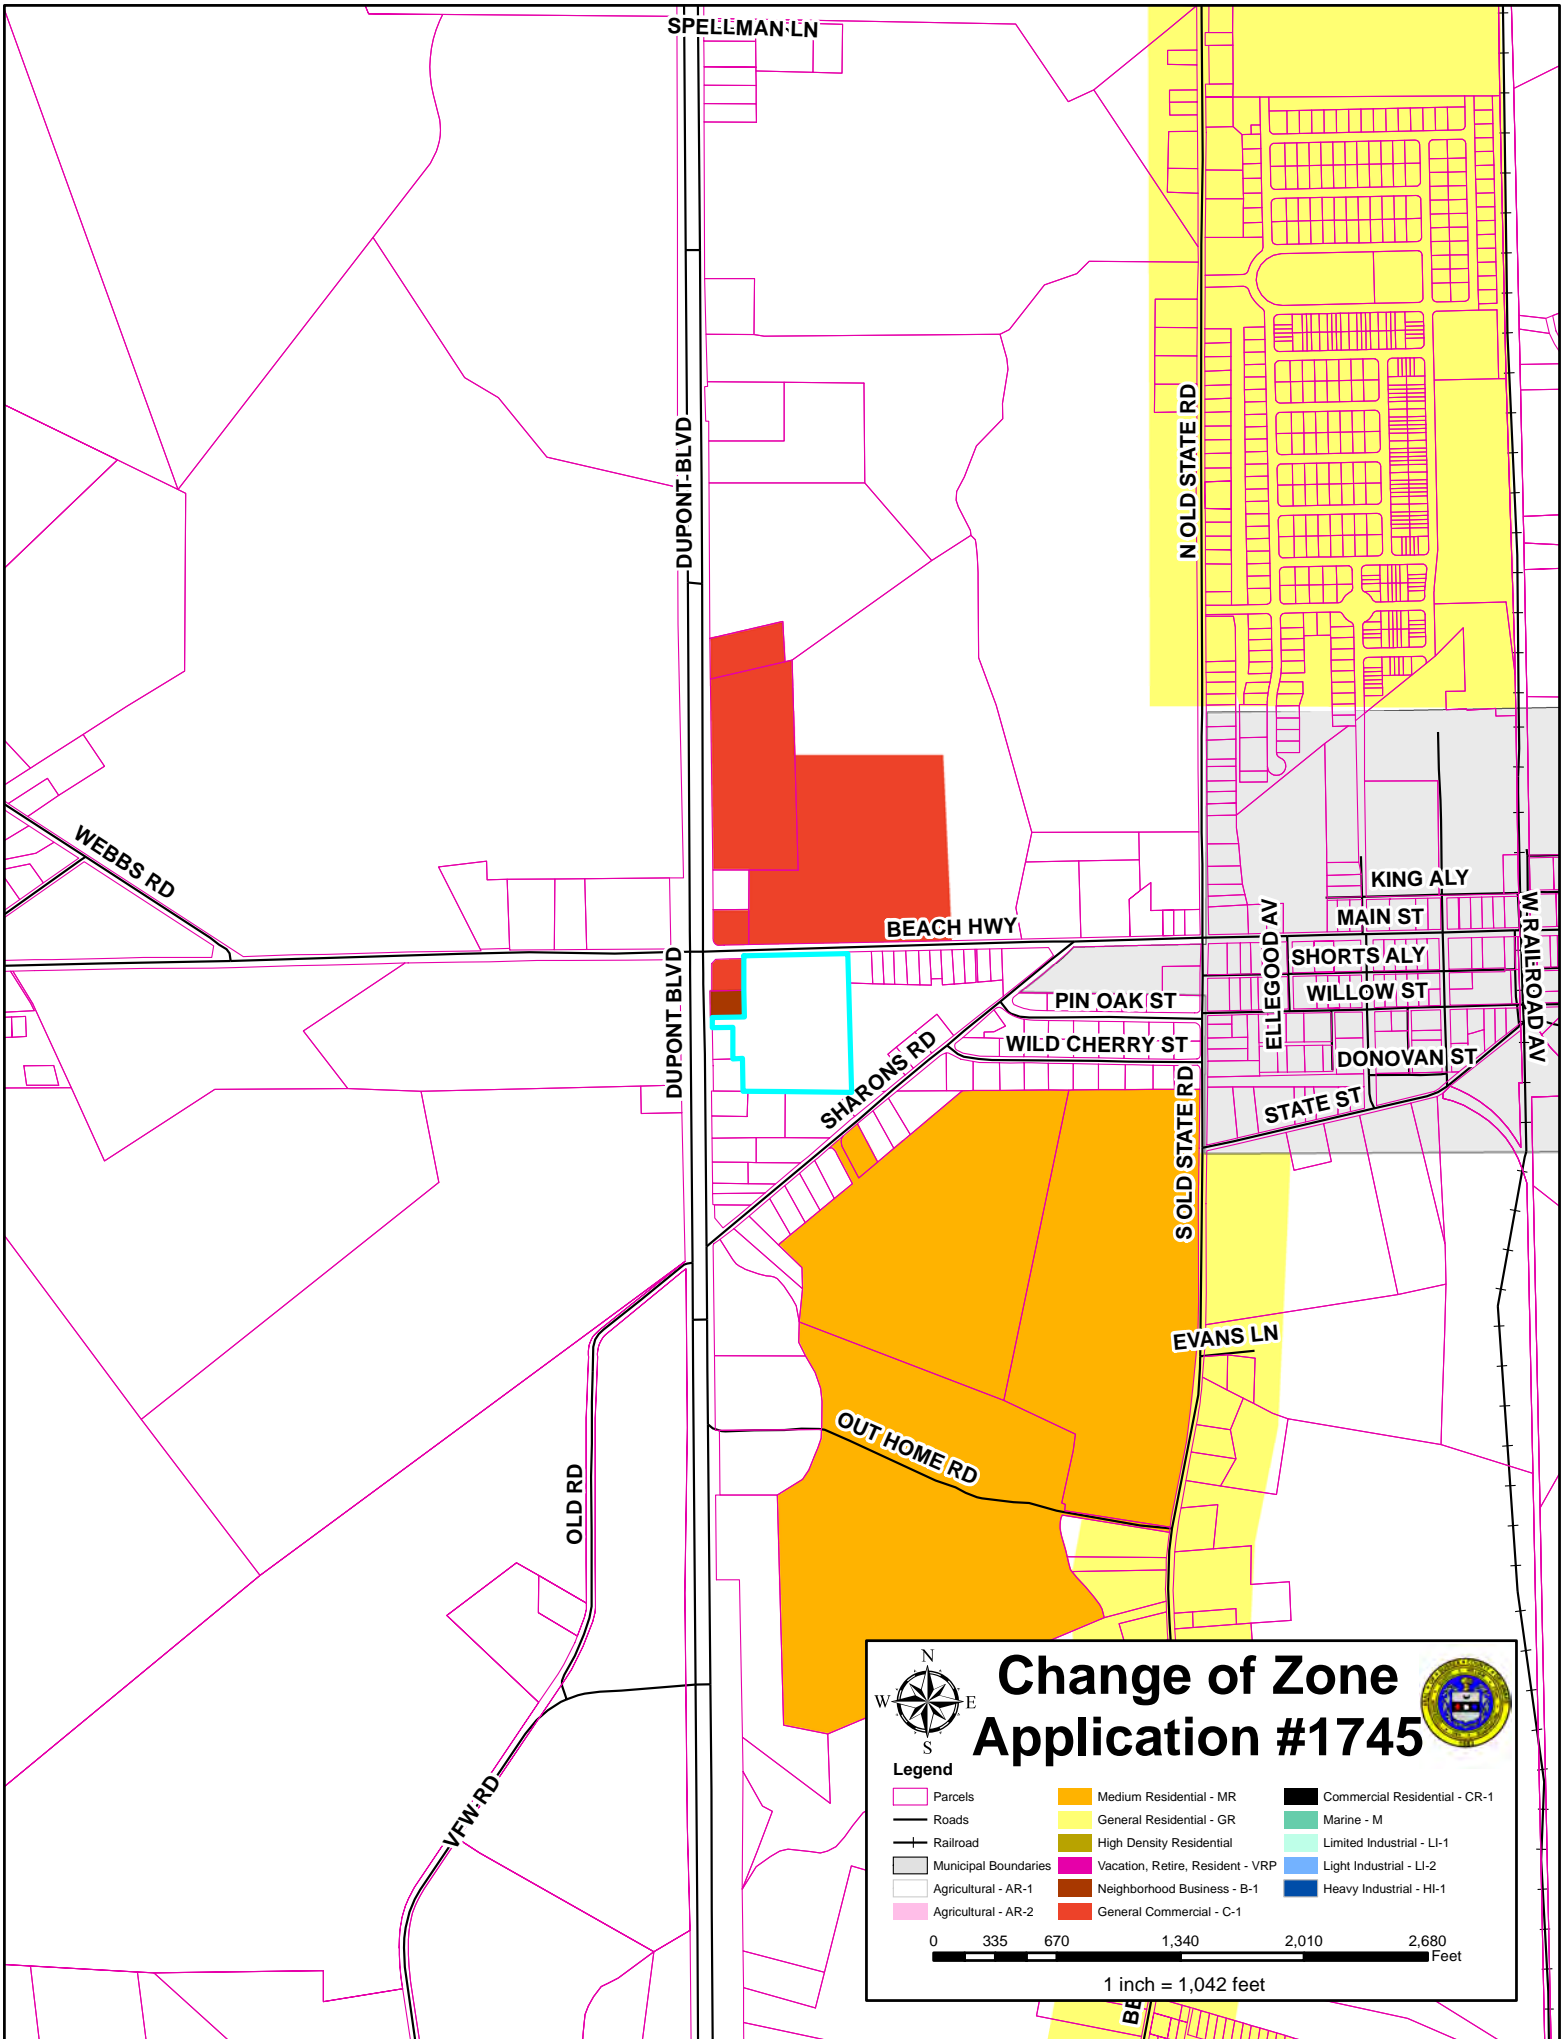 SPELLMAN LN
DUPONT BLVD
N OLD STATE RD
WEBBS RD
KING ALY
MAIN ST
BEACH HWY
ELLEGOOD AV
SHORTS ALY
W RAILROAD AV
WILLOW ST
DUPONT BLVD
PIN OAK ST
WILD CHERRY ST
DONOVAN ST
SHARONS RD
STATE ST
S OLD STATE RD
EVANS LN
OUT HOME RD
OLD RD
VFW RD
BE
N
W E
S
Change of Zone
Application #1745
Legend
Parcels
Roads
Railroad
Municipal Boundaries
Agricultural - AR-1
Agricultural - AR-2
Medium Residential - MR
General Residential - GR
High Density Residential
Vacation, Retire, Resident - VRP
Neighborhood Business - B-1
General Commercial - C-1
Commercial Residential - CR-1
Marine - M
Limited Industrial - LI-1
Light Industrial - LI-2
Heavy Industrial - HI-1
0 335 670 1,340 2,010 2,680
Feet
1 inch = 1,042 feet